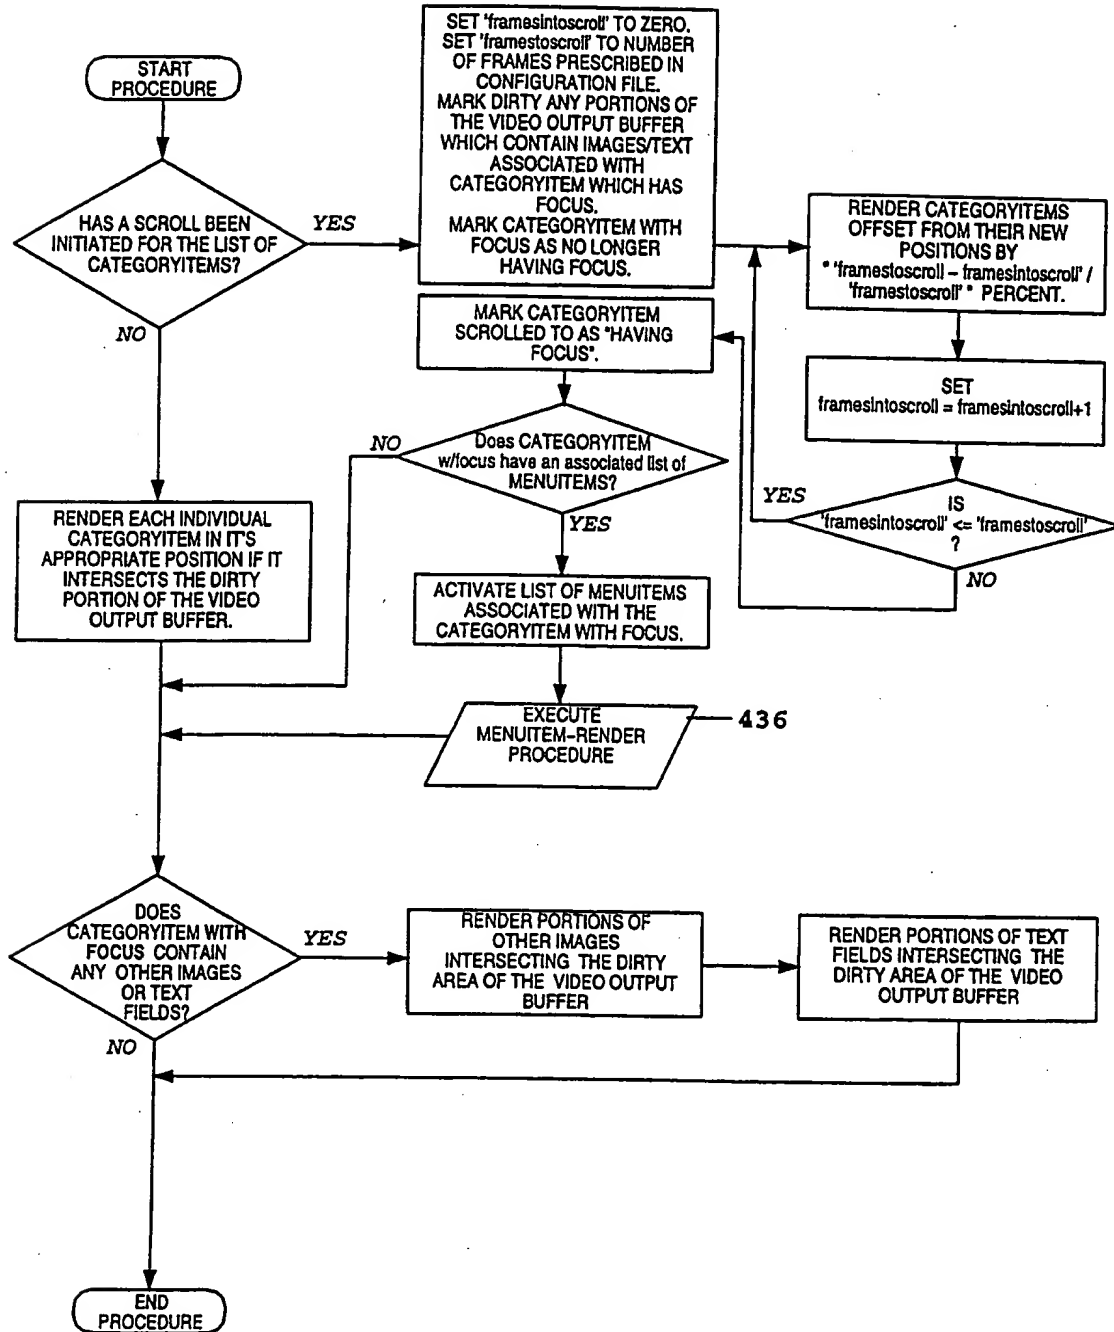 START
PROCEDURE
HAS A SCROLL BEEN
INITIATED FOR THE LIST OF
CATEGORYITEMS?
YES
NO
SET 'framesintoscroll' TO ZERO.
SET 'framestoscroll' TO NUMBER
OF FRAMES PRESCRIBED IN
CONFIGURATION FILE.
MARK DIRTY ANY PORTIONS OF
THE VIDEO OUTPUT BUFFER
WHICH CONTAIN IMAGES/TEXT
ASSOCIATED WITH
CATEGORYITEM WHICH HAS
FOCUS.
MARK CATEGORYITEM WITH
FOCUS AS NO LONGER
HAVING FOCUS.
RENDER CATEGORYITEMS
OFFSET FROM THEIR NEW
POSITIONS BY
" 'framestoscroll - framesintoscroll' /
'framestoscroll' " PERCENT.
SET
framesintoscroll = framesintoscroll+1
IS
'framesintoscroll' <= 'framestoscroll'
?
YES
NO
MARK CATEGORYITEM
SCROLLED TO AS "HAVING
FOCUS".
Does CATEGORYITEM
w/focus have an associated list of
MENUITEMS?
NO
YES
ACTIVATE LIST OF MENUITEMS
ASSOCIATED WITH THE
CATEGORYITEM WITH FOCUS.
EXECUTE
MENUITEM-RENDER
PROCEDURE
436
RENDER EACH INDIVIDUAL
CATEGORYITEM IN IT'S
APPROPRIATE POSITION IF IT
INTERSECTS THE DIRTY
PORTION OF THE VIDEO
OUTPUT BUFFER.
DOES
CATEGORYITEM WITH
FOCUS CONTAIN
ANY OTHER IMAGES
OR TEXT
FIELDS?
YES
NO
RENDER PORTIONS OF
OTHER IMAGES
INTERSECTING THE DIRTY
AREA OF THE VIDEO OUTPUT
BUFFER
RENDER PORTIONS OF TEXT
FIELDS INTERSECTING THE
DIRTY AREA OF THE VIDEO
OUTPUT BUFFER
END
PROCEDURE